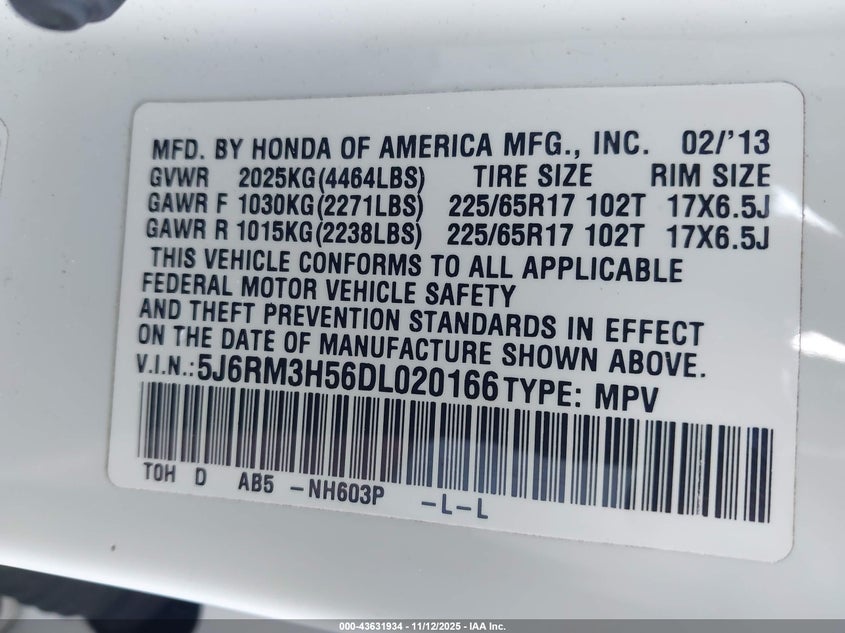 MFD. BY HONDA OF AMERICA MFG., INC. 02/'13
GVWR 2025KG(4464LBS) TIRE SIZE RIM SIZE
GAWR F 1030KG(2271LBS) 225/65R17 102T 17X6.5J
GAWR R 1015KG(2238LBS) 225/65R17 102T 17X6.5J
THIS VEHICLE CONFORMS TO ALL APPLICABLE
FEDERAL MOTOR VEHICLE SAFETY
AND THEFT PREVENTION STANDARDS IN EFFECT
ON THE DATE OF MANUFACTURE SHOWN ABOVE.
V.I.N.:5J6RM3H56DL020166 TYPE: MPV
TOH D AB5 -NH603P -L-L
000-43631934 - 11/12/2025 - IAA Inc.